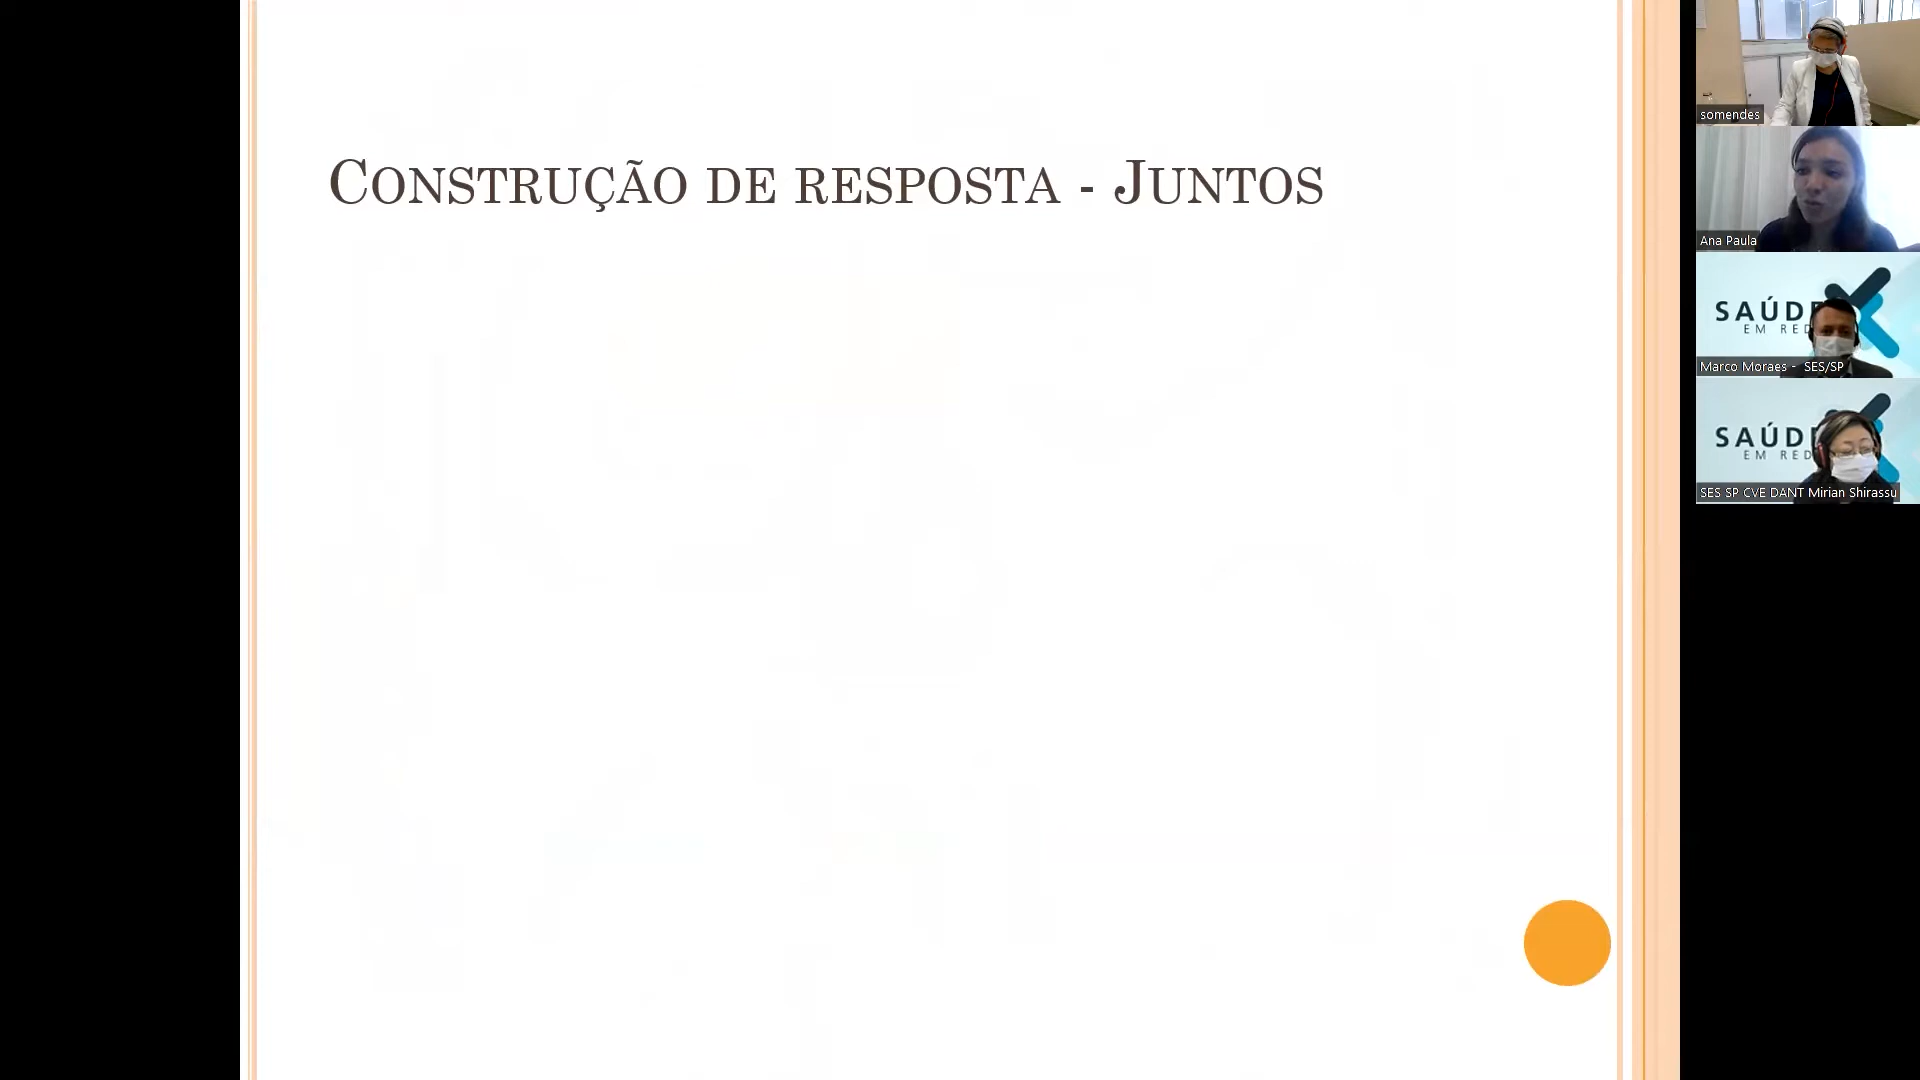 CONSTRUÇÃO DE RESPOSTA - JUNTOS
somendes
Ana Paula
SAÚDE
EM RED
Marco Moraes - SES/SP
SAÚDE
EM RED
SES SP CVE DANT Mirian Shirassu